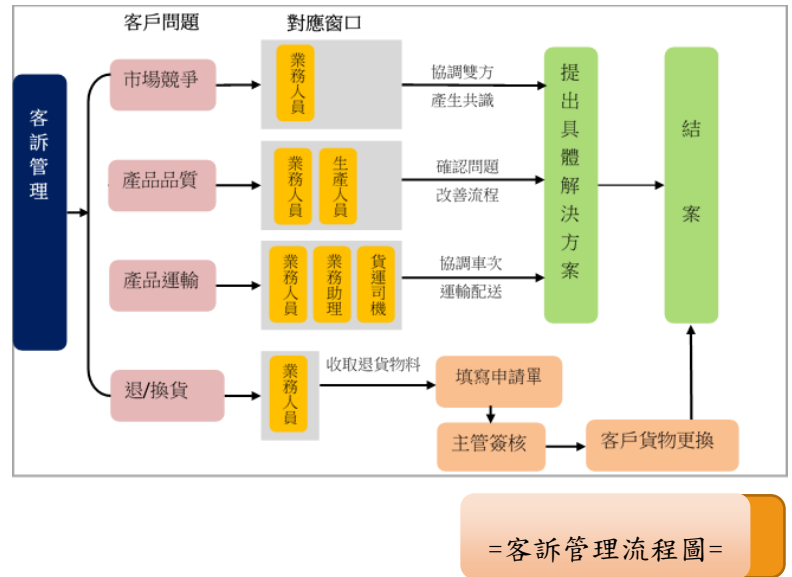 客戶問題
對應窗口
客訴管理
市場競爭
業務人員
協調雙方
產生共識
產品品質
業務人員
生產人員
確認問題
改善流程
產品運輸
業務人員
業務助理
貨運司機
協調車次
運輸配送
提出具體解決方案
結案
退/換貨
業務人員
收取退貨物料
填寫申請單
主管簽核
客戶貨物更換
=客訴管理流程圖=